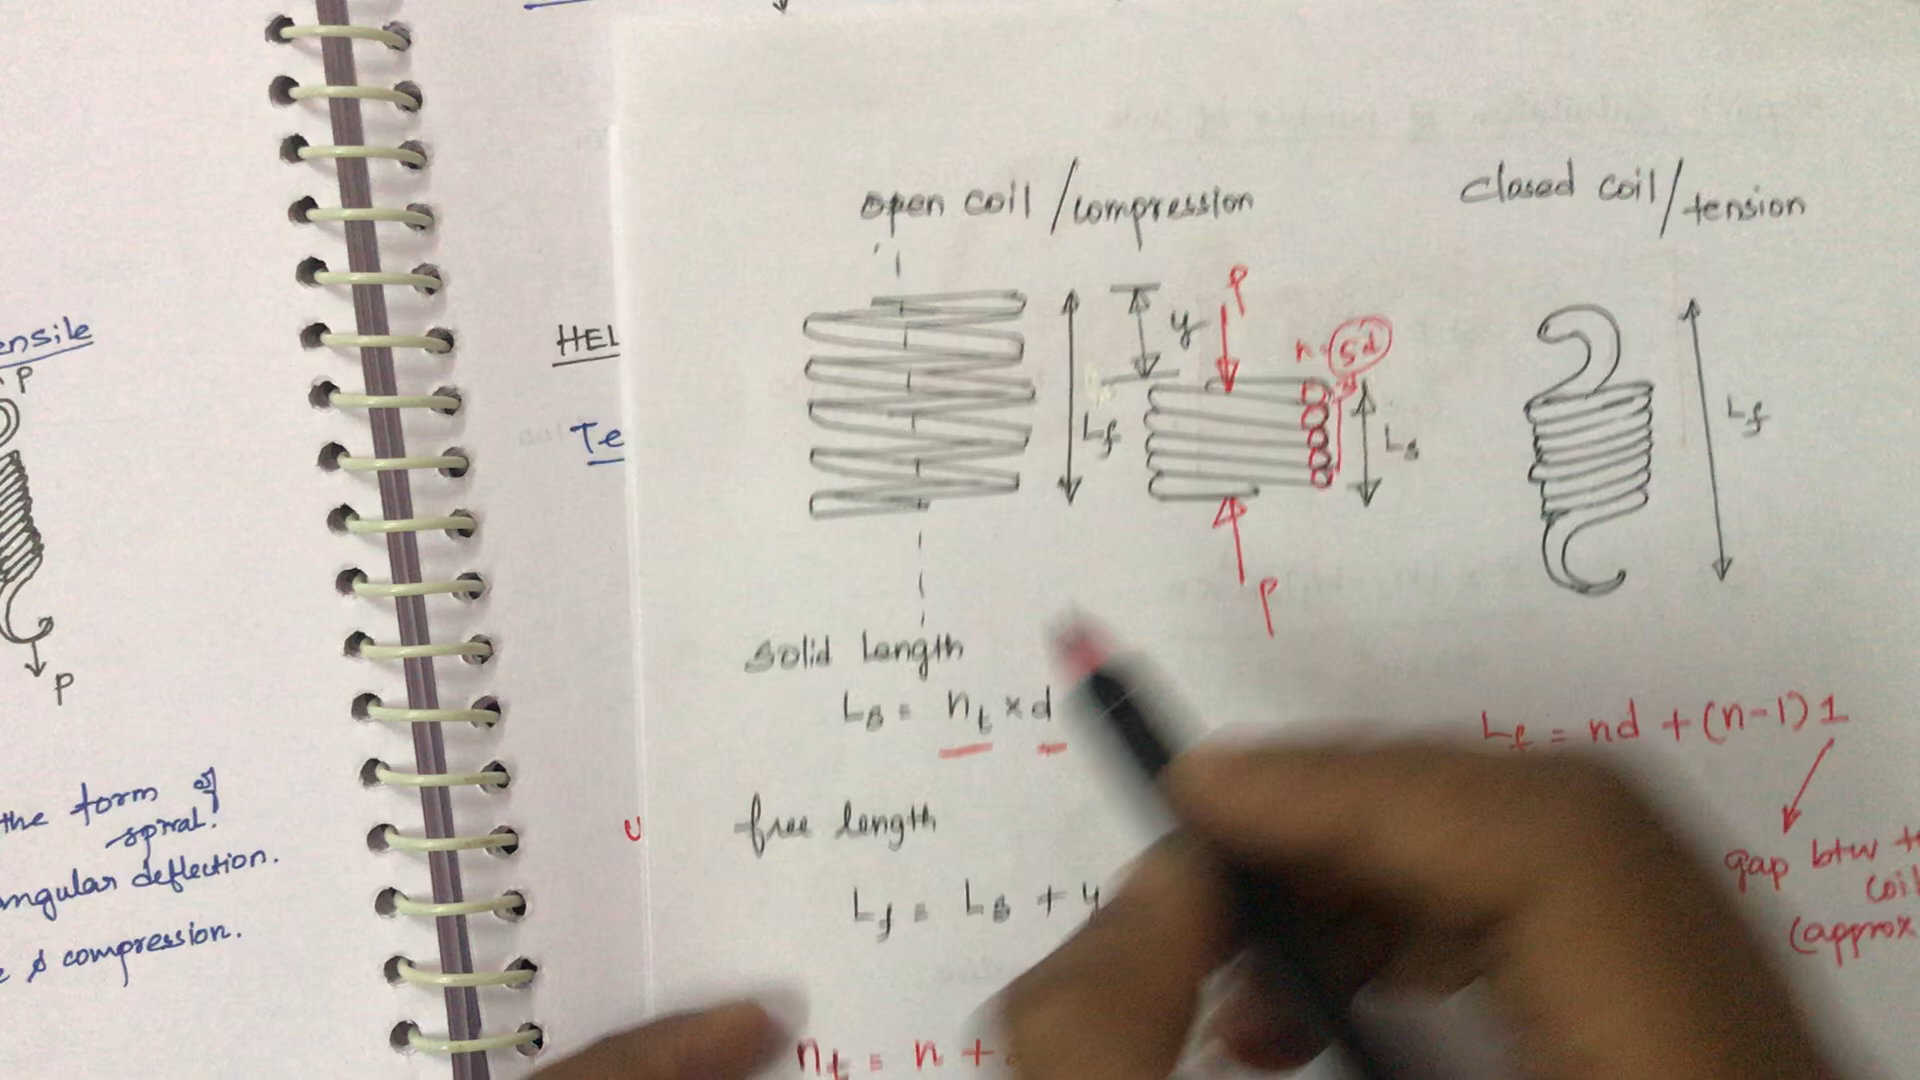 ensile
P
P
the form of
spiral.
angular deflection.
& compression.
HEL
Te
open coil / compression
closed coil / tension
P
y
5d
Lf
Ls
Lf
P
solid length
Ls = nt × d
Lf = nd + (n-1) 1
free length
gap btw
coil
(approx
Lf = Ls + y
nt = n +